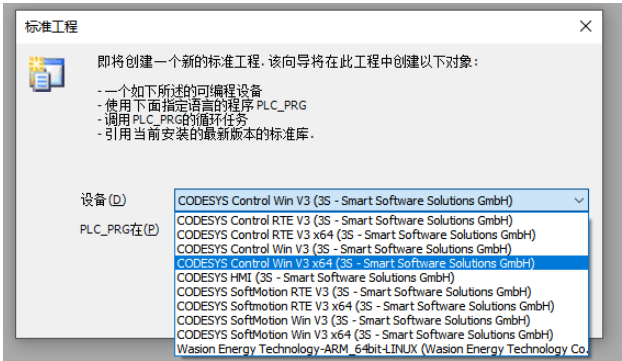 标准工程
即将创建一个新的标准工程.该向导将在此工程中创建以下对象:
-一个如下所述的可编程设备
-使用下面指定语言的程序PLC_PRG
-调用PLC_PRG的循环任务
-引用当前安装的最新版本的标准库.
设备(D)
CODESYS Control Win V3 (3S - Smart Software Solutions GmbH)
PLC_PRG在(P)
CODESYS Control RTE V3 (3S - Smart Software Solutions GmbH)
CODESYS Control RTE V3 x64 (3S - Smart Software Solutions GmbH)
CODESYS Control Win V3 (3S - Smart Software Solutions GmbH)
CODESYS Control Win V3 x64 (3S - Smart Software Solutions GmbH)
CODESYS HMI (3S - Smart Software Solutions GmbH)
CODESYS SoftMotion RTE V3 (3S - Smart Software Solutions GmbH)
CODESYS SoftMotion RTE V3 x64 (3S - Smart Software Solutions GmbH)
CODESYS SoftMotion Win V3 (3S - Smart Software Solutions GmbH)
CODESYS SoftMotion Win V3 x64 (3S - Smart Software Solutions GmbH)
Wasion Energy Technology-ARM_64bit-LINUX (Wasion Energy Technology Co.